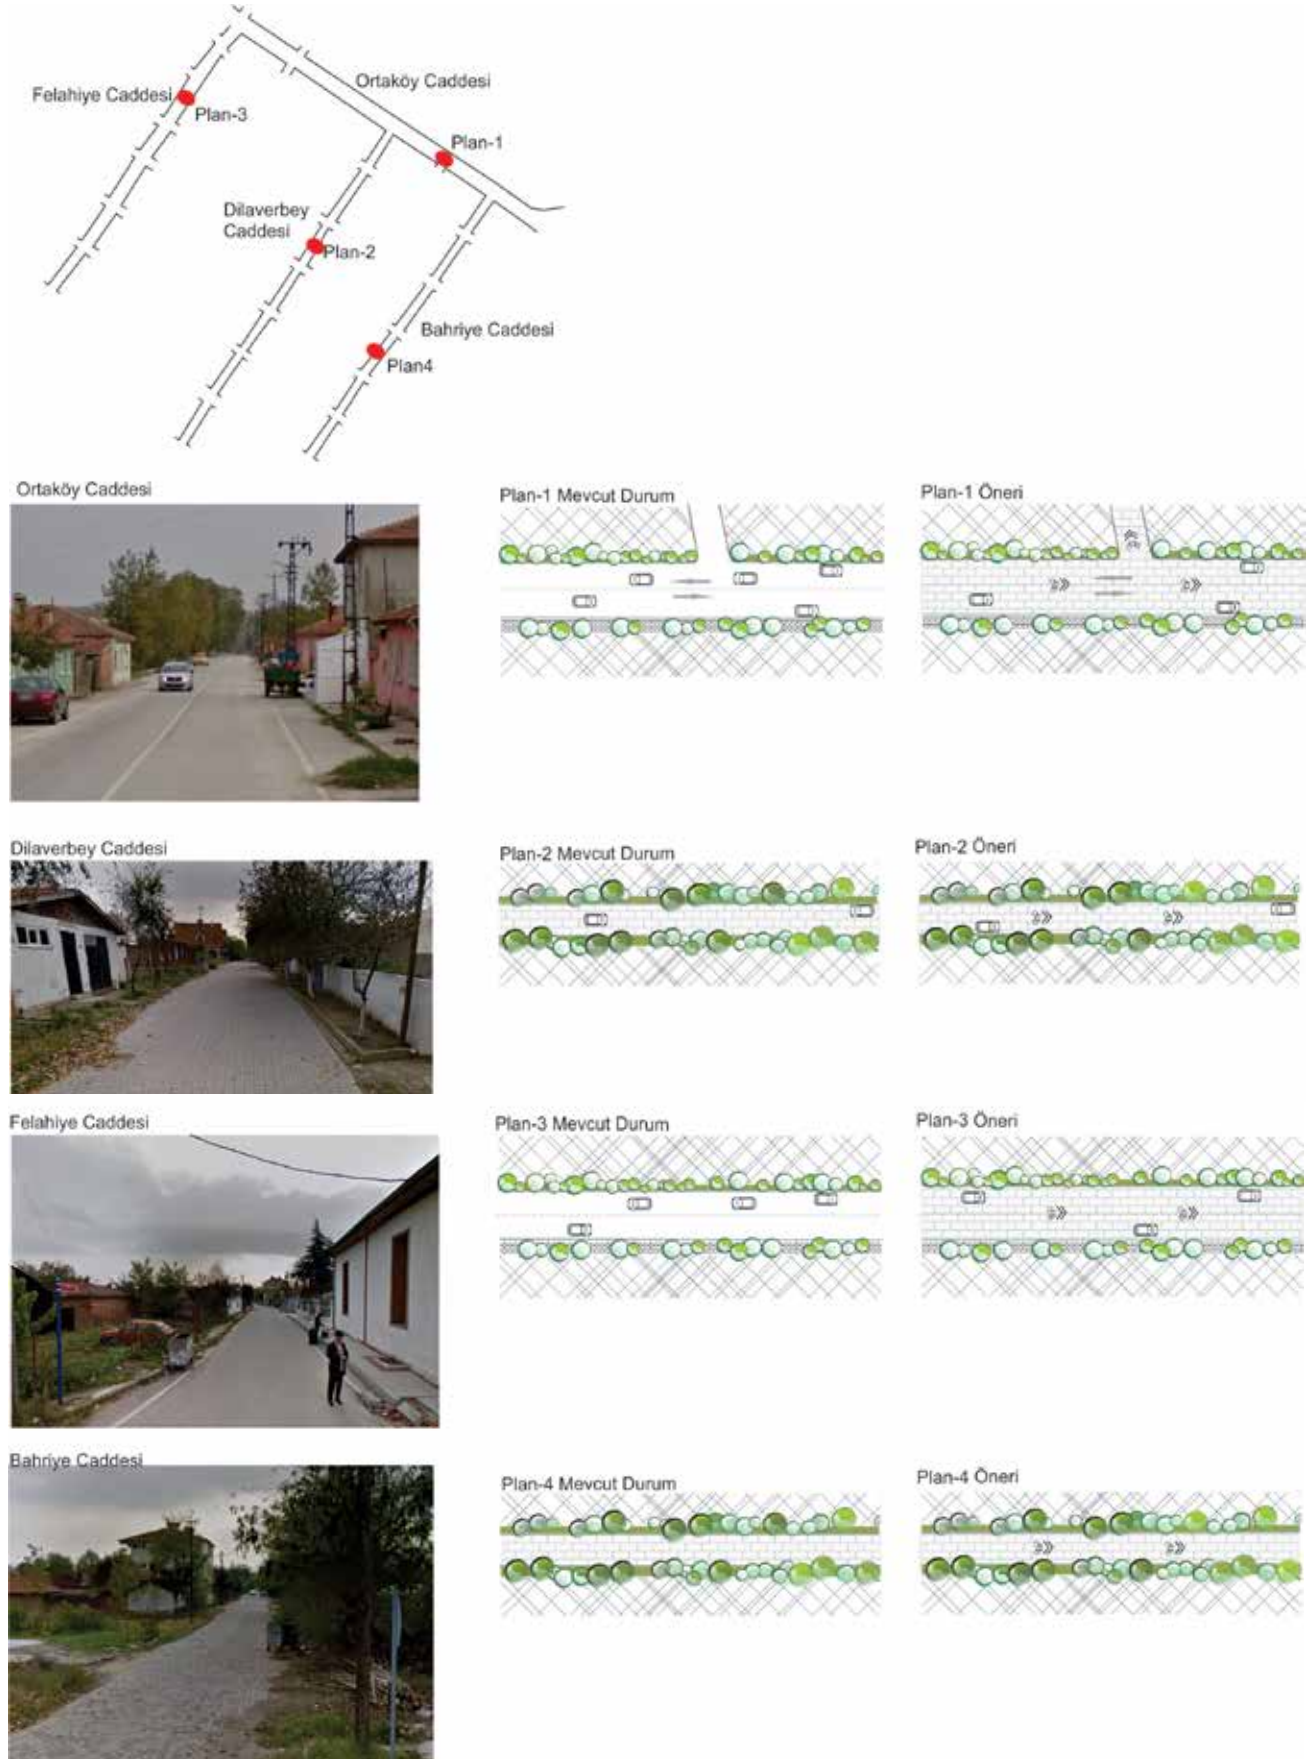 Ortaköy Caddesi
Felahiye Caddesi
Plan-3
Plan-1
Dilaverbey
Caddesi
Plan-2
Bahriye Caddesi
Plan4
Ortaköy Caddesi
Plan-1 Mevcut Durum
Plan-1 Öneri
Dilaverbey Caddesi
Plan-2 Mevcut Durum
Plan-2 Öneri
Felahiye Caddesi
Plan-3 Mevcut Durum
Plan-3 Öneri
Bahriye Caddesi
Plan-4 Mevcut Durum
Plan-4 Öneri